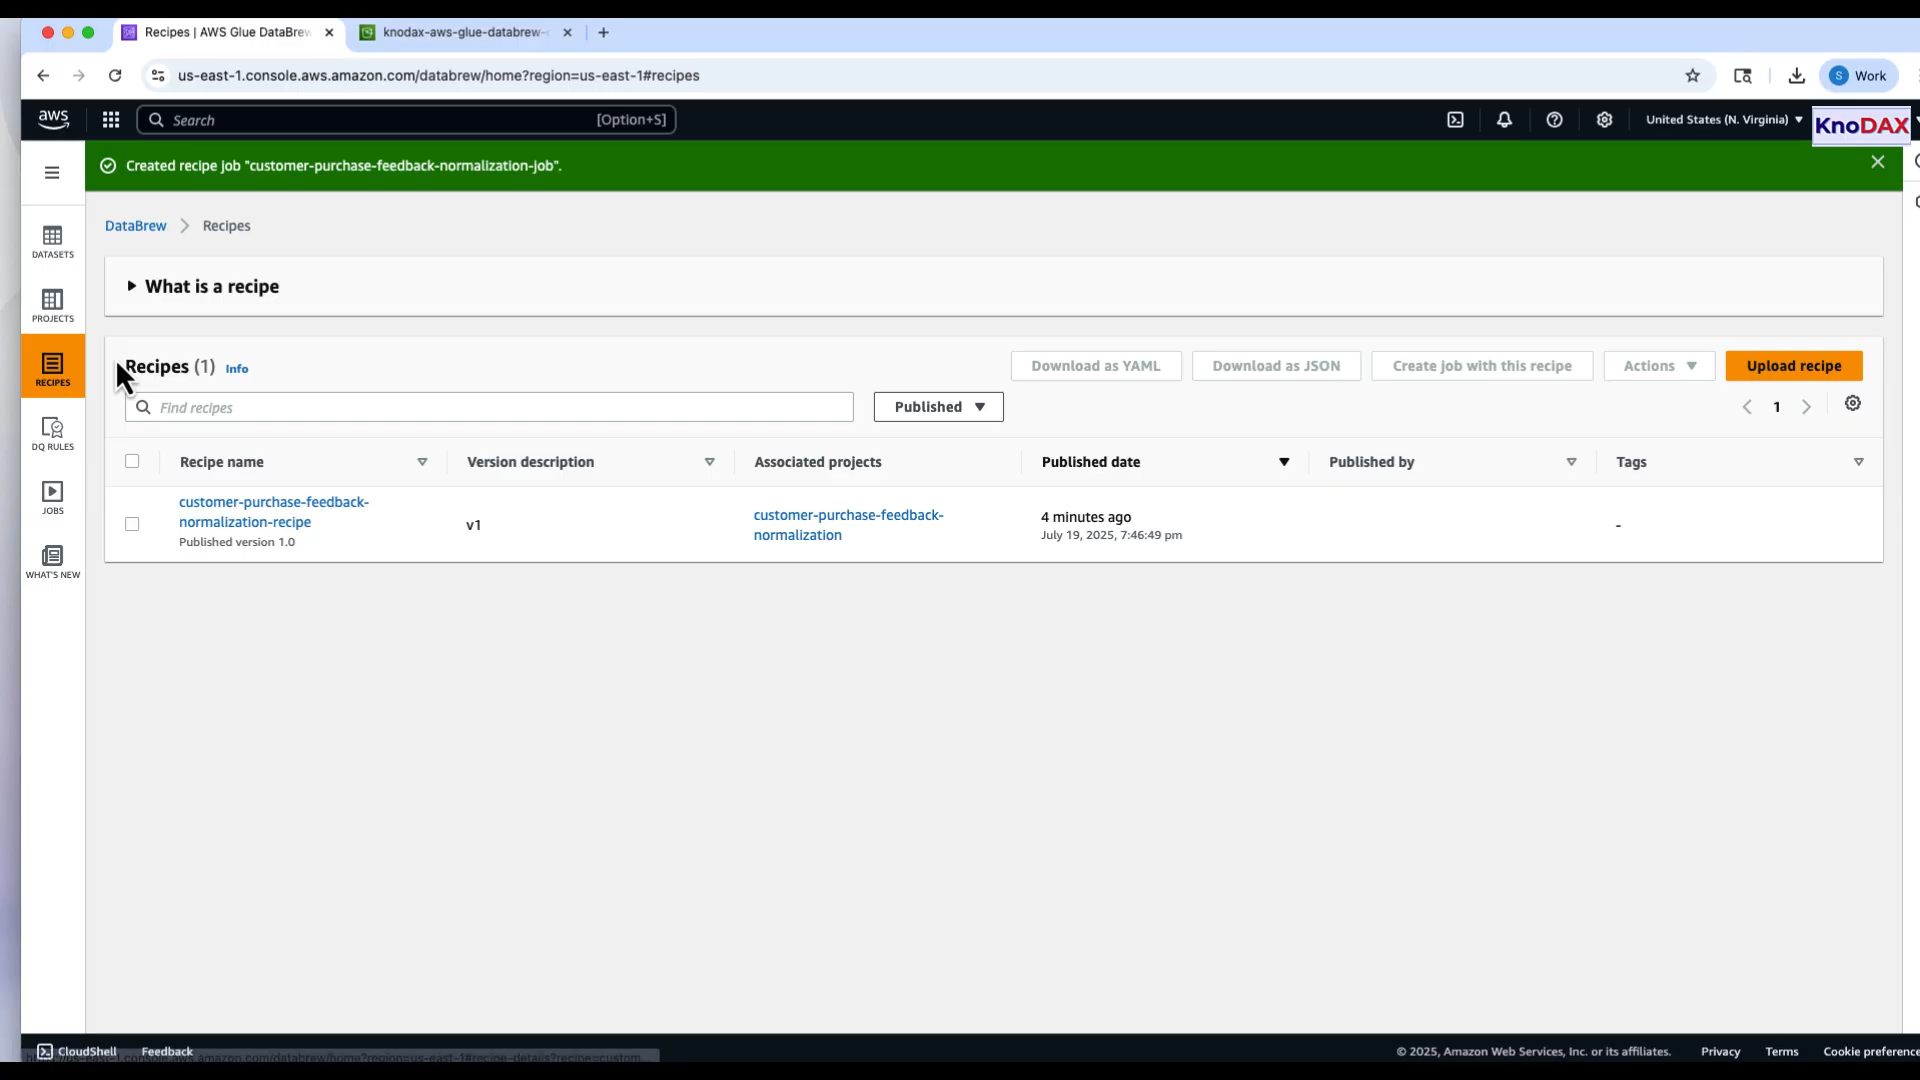 Recipes | AWS Glue DataBrew
knodax-aws-glue-databrew-
us-east-1.console.aws.amazon.com/databrew/home?region=us-east-1#recipes
S Work
aws
Search [Option+S]
United States (N. Virginia)
KnoDAX
Created recipe job "customer-purchase-feedback-normalization-job".
DataBrew Recipes
DATASETS
PROJECTS
RECIPES
DQ RULES
JOBS
WHAT'S NEW
What is a recipe
Recipes (1) Info
Download as YAML Download as JSON Create job with this recipe Actions Upload recipe
Find recipes Published 1
Recipe name Version description Associated projects Published date Published by Tags
customer-purchase-feedback-
normalization-recipe
Published version 1.0
v1
customer-purchase-feedback-
normalization
4 minutes ago
July 19, 2025, 7:46:49 pm
-
CloudShell Feedback
© 2025, Amazon Web Services, Inc. or its affiliates. Privacy Terms Cookie preference